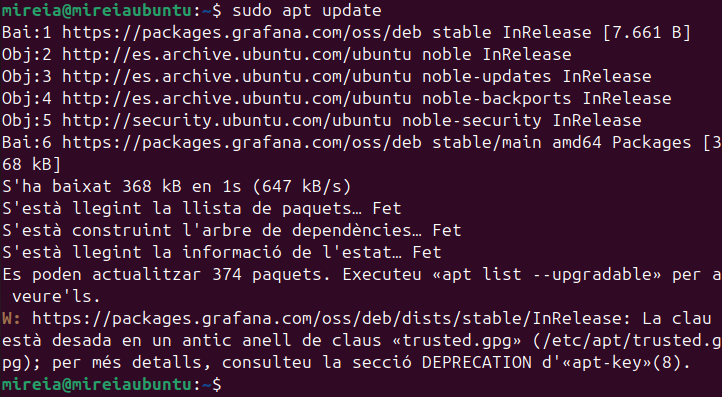 mireia@mireiaubuntu:~$ sudo apt update
Bai:1 https://packages.grafana.com/oss/deb stable InRelease [7.661 B]
Obj:2 http://es.archive.ubuntu.com/ubuntu noble InRelease
Obj:3 http://es.archive.ubuntu.com/ubuntu noble-updates InRelease
Obj:4 http://es.archive.ubuntu.com/ubuntu noble-backports InRelease
Obj:5 http://security.ubuntu.com/ubuntu noble-security InRelease
Bai:6 https://packages.grafana.com/oss/deb stable/main amd64 Packages [3
68 kB]
S'ha baixat 368 kB en 1s (647 kB/s)
S'està llegint la llista de paquets… Fet
S'està construint l'arbre de dependències… Fet
S'està llegint la informació de l'estat… Fet
Es poden actualitzar 374 paquets. Executeu «apt list --upgradable» per a
 veure'ls.
W: https://packages.grafana.com/oss/deb/dists/stable/InRelease: La clau
està desada en un antic anell de claus «trusted.gpg» (/etc/apt/trusted.g
pg); per més detalls, consulteu la secció DEPRECATION d'«apt-key»(8).
mireia@mireiaubuntu:~$